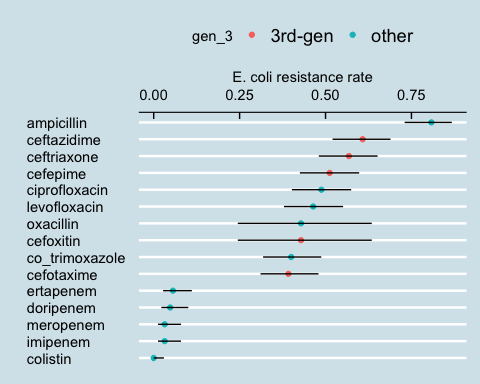 gen_3 3rd-gen other
E. coli resistance rate
0.00 0.25 0.50 0.75
ampicillin
ceftazidime
ceftriaxone
cefepime
ciprofloxacin
levofloxacin
oxacillin
cefoxitin
co_trimoxazole
cefotaxime
ertapenem
doripenem
meropenem
imipenem
colistin